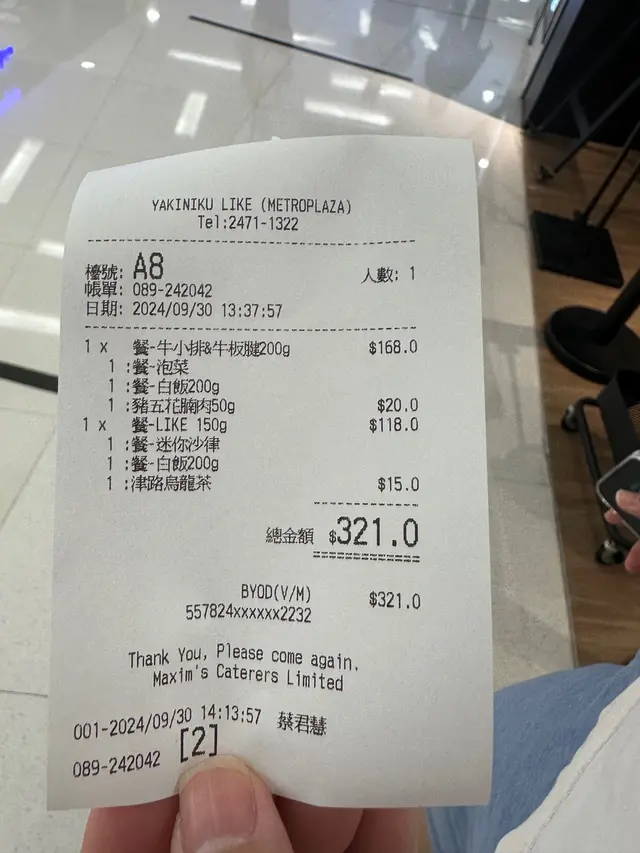 YAKINIKU LIKE (METROPLAZA)
Tel:2471-1322
檯號: A8 人數: 1
帳單: 089-242042
日期: 2024/09/30 13:37:57
1 x 餐-牛小排&牛板腱200g $168.0
1 :餐-泡菜
1 :餐-白飯200g
1 :豬五花腩肉50g $20.0
1 x 餐-LIKE 150g $118.0
1 :餐-迷你沙律
1 :餐-白飯200g
1 :津路烏龍茶 $15.0
總金額 $321.0
BYOD(V/M) $321.0
557824xxxxxx2232
Thank You, Please come again.
Maxim's Caterers Limited
001-2024/09/30 14:13:57 蔡君慧
089-242042 [2]